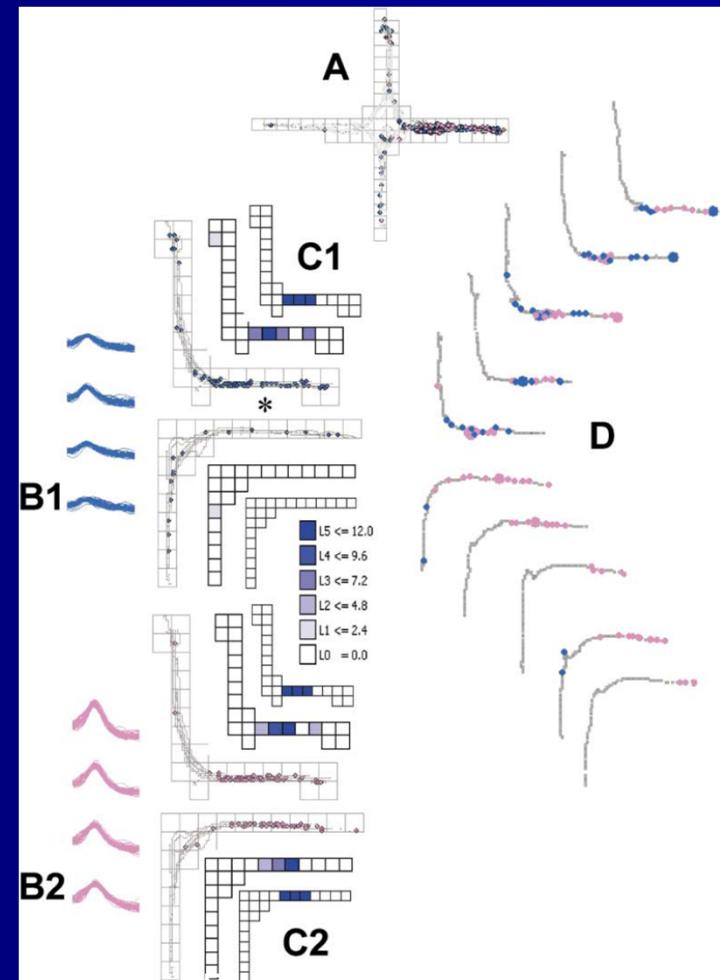 A
C1
*
D
B1
L5 <= 12.0
L4 <= 9.6
L3 <= 7.2
L2 <= 4.8
L1 <= 2.4
L0 = 0.0
B2
C2